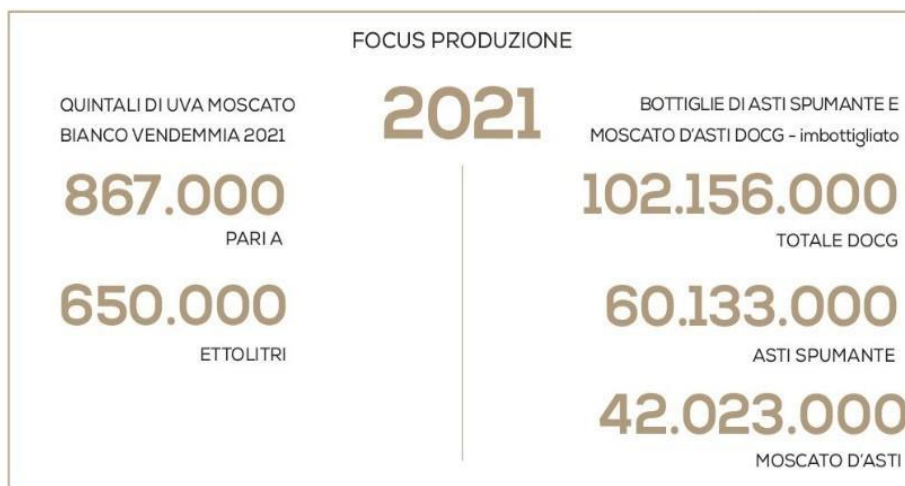 FOCUS PRODUZIONE
2021
QUINTALI DI UVA MOSCATO
BIANCO VENDEMMIA 2021
867.000
PARI A
650.000
ETTOLITRI
BOTTIGLIE DI ASTI SPUMANTE E
MOSCATO D'ASTI DOCG - imbottigliato
102.156.000
TOTALE DOCG
60.133.000
ASTI SPUMANTE
42.023.000
MOSCATO D'ASTI